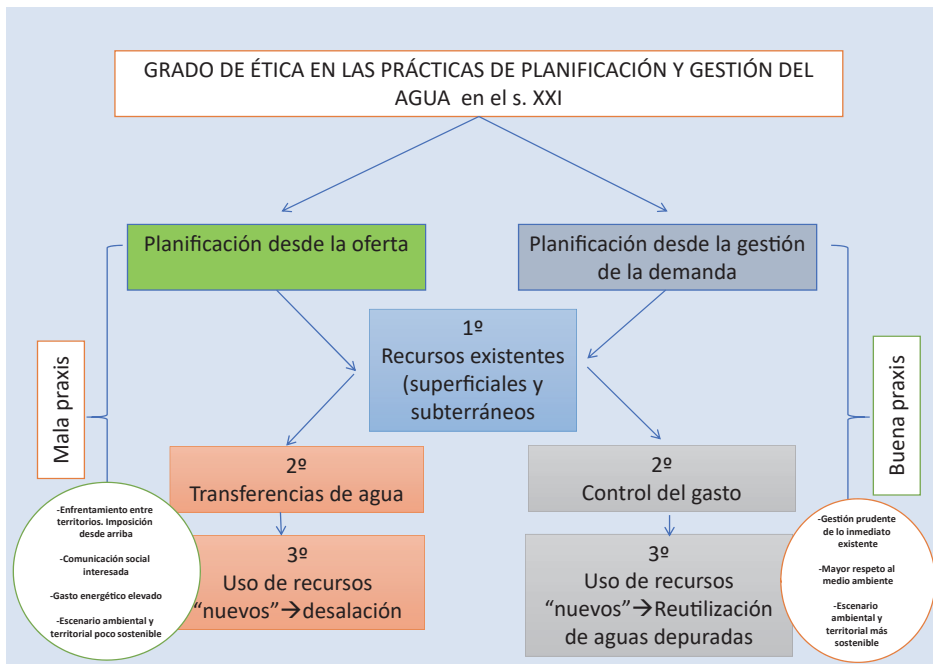 GRADO DE ÉTICA EN LAS PRÁCTICAS DE PLANIFICACIÓN Y GESTIÓN DEL
AGUA en el s. XXI
Planificación desde la oferta
Planificación desde la gestión
de la demanda
1º
Recursos existentes
(superficiales y
subterráneos
Mala praxis
Buena praxis
2º
Transferencias de agua
2º
Control del gasto
-Enfrentamiento entre
territorios. Imposición
desde arriba
-Comunicación social
interesada
-Gasto energético elevado
-Escenario ambiental y
territorial poco sostenible
3º
Uso de recursos
“nuevos”→desalación
3º
Uso de recursos
“nuevos”→Reutilización
de aguas depuradas
-Gestión prudente
de lo inmediato
existente
-Mayor respeto al
medio ambiente
-Escenario
ambiental y
territorial más
sostenible